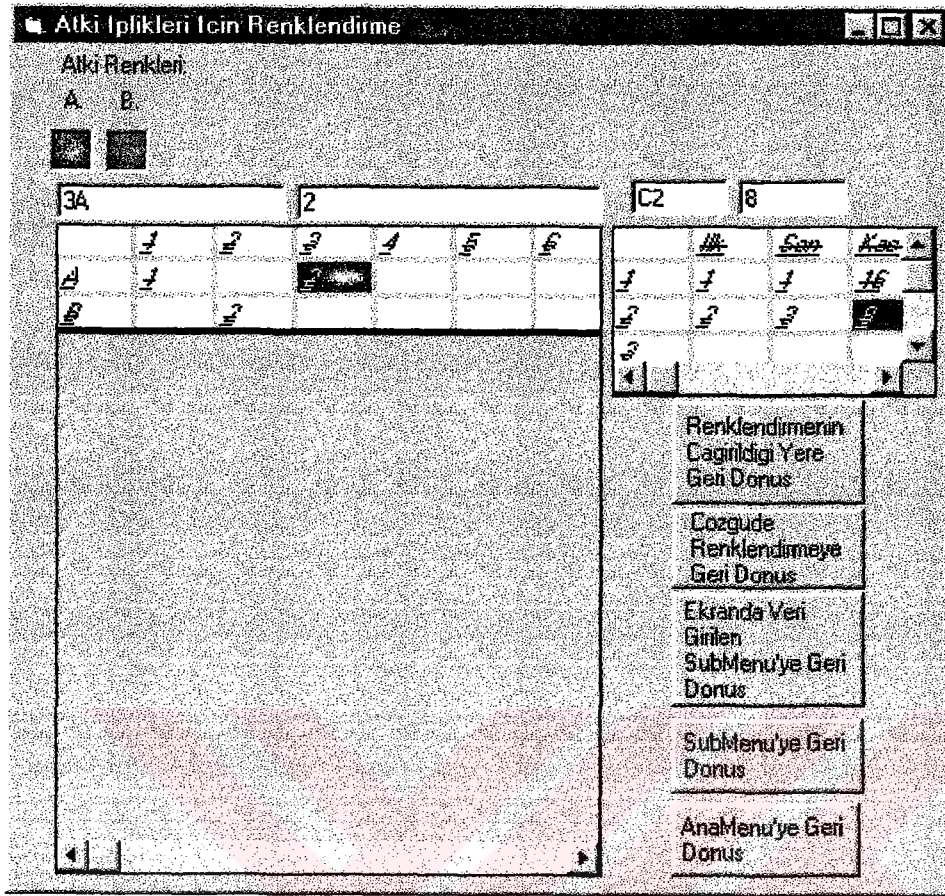 Atki Iplikleri Icin Renklendirme
Atki Renkleri:
A. B.
3A 2 C2 8
1 2 3 4 5 6
A 1 2
B 2
Ilk Son Kac
1 1 1 16
2 2 3 8
3
Renklendirmenin
Cagirildigi Yere
Geri Donus
Cozgude
Renklendirmeye
Geri Donus
Ekranda Veri
Girilen
SubMenu'ye Geri
Donus
SubMenu'ye Geri
Donus
AnaMenu'ye Geri
Donus